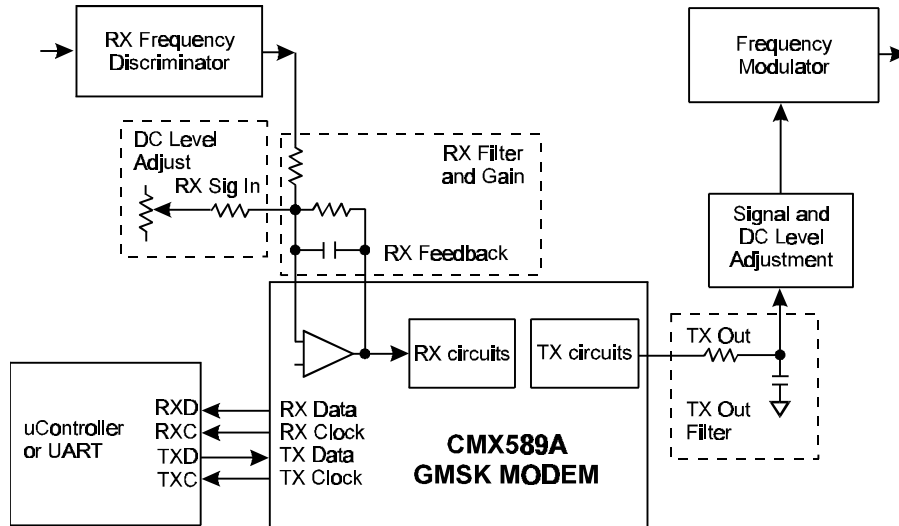 RX Frequency
Discriminator
Frequency
Modulator
DC Level
Adjust
RX Sig In
RX Filter
and Gain
RX Feedback
Signal and
DC Level
Adjustment
RX circuits
TX circuits
TX Out
TX Out
Filter
uController
or UART
RXD
RXC
TXD
TXC
RX Data
RX Clock
TX Data
TX Clock
CMX589A
GMSK MODEM